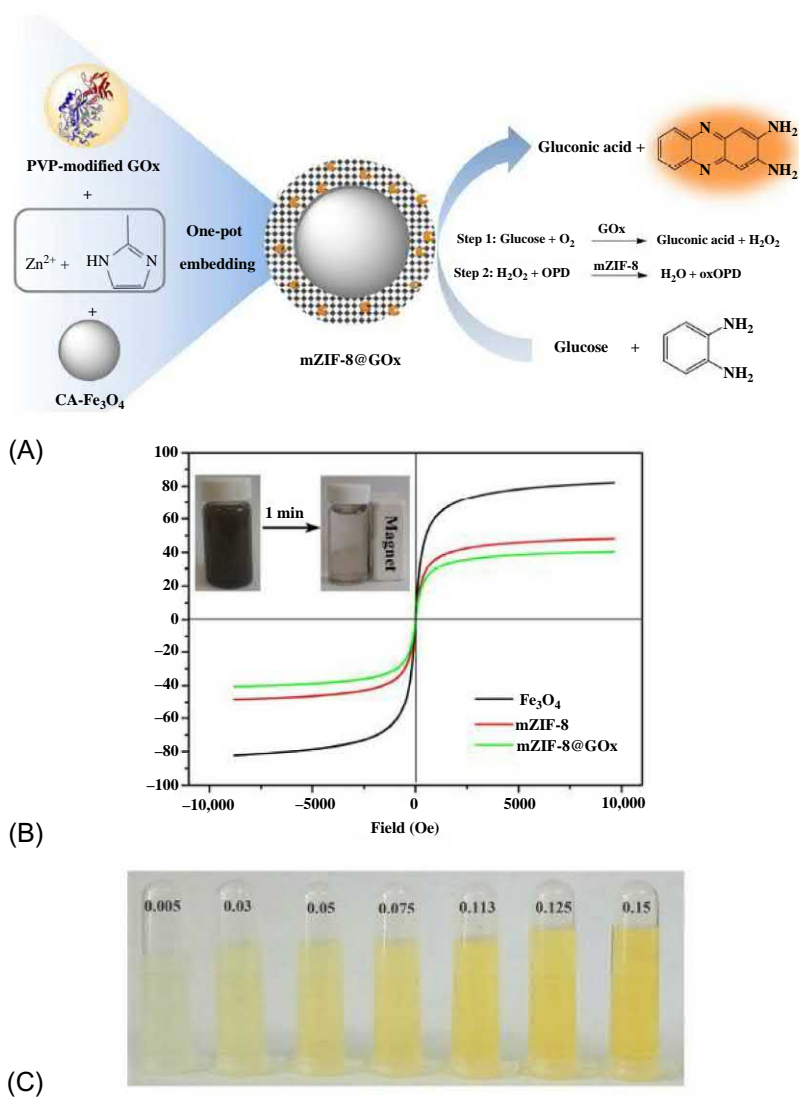 PVP-modified GOx
+
Zn²⁺ +
HN
N
+
CA-Fe₃O₄
One-pot
embedding
mZIF-8@GOx
Gluconic acid +
N
N
NH₂
NH₂
Step 1: Glucose + O₂ GOx Gluconic acid + H₂O₂
Step 2: H₂O₂ + OPD mZIF-8 H₂O + oxOPD
Glucose +
NH₂
NH₂
(A)
100
80
60
40
20
0
−20
−40
−60
−80
−100
1 min
Magnet
Fe₃O₄
mZIF-8
mZIF-8@GOx
−10,000 −5000 0 5000 10,000
Field (Oe)
(B)
0.005 0.03 0.05 0.075 0.113 0.125 0.15
(C)